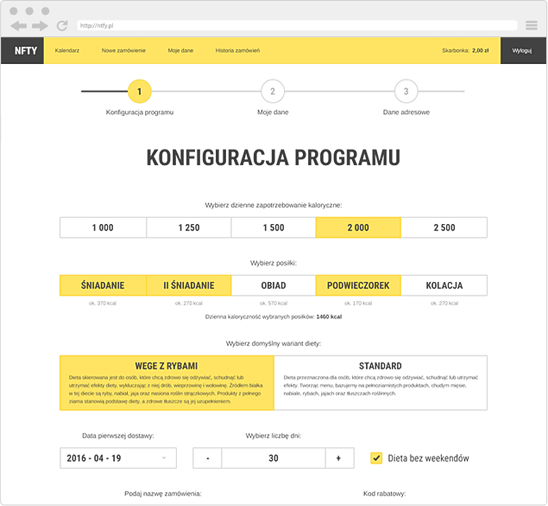 http://ntfy.pl
NFTY Kalendarz Nowe zamówienie Moje dane Historia zamówień Skarbonka: 2,00 zł Wyloguj
1 2 3
Konfiguracja programu Moje dane Dane adresowe
KONFIGURACJA PROGRAMU
Wybierz dzienne zapotrzebowanie kaloryczne:
1 000 1 250 1 500 2 000 2 500
Wybierz posiłki:
ŚNIADANIE II ŚNIADANIE OBIAD PODWIECZOREK KOLACJA
ok. 370 kcal ok. 270 kcal ok. 570 kcal ok. 170 kcal ok. 270 kcal
Dzienna kaloryczność wybranych posiłków: 1460 kcal
Wybierz domyślny wariant diety:
WEGE Z RYBAMI
Dieta skierowana jest do osób, które chcą zdrowo się odżywiać, schudnąć lub
utrzymać efekty diety, wykluczając z niej drób, wieprzowinę i wołowinę. Źródłem białka
w tej diecie są ryby, nabiał, jaja oraz nasiona roślin strączkowych. Produkty z pełnego
ziarna stanowią podstawę diety, a zdrowe tłuszcze są jej uzupełnieniem.
STANDARD
Dieta przeznaczona dla osób, które chcą zdrowo się odżywiać, schudnąć lub utrzymać
efekty. Tworząc menu, bazujemy na pełnoziarnistych produktach, chudym mięsie,
nabiale, rybach, jajach oraz tłuszczach roślinnych.
Data pierwszej dostawy: Wybierz liczbę dni:
2016 - 04 - 19 - 30 + Dieta bez weekendów
Podaj nazwę zamówienia: Kod rabatowy: